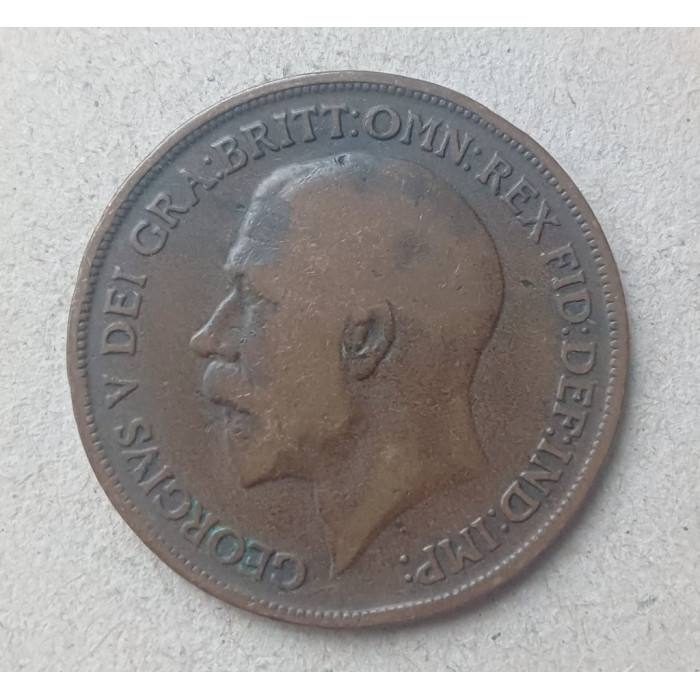 GEORGIVS V DEI GRA:BRITT:OMN:REX FID:DEF:IND:IMP: